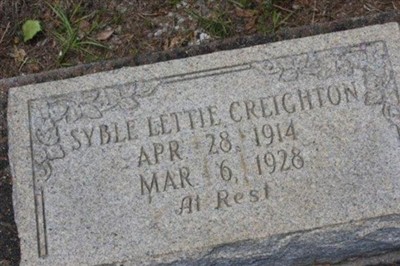 SYBLE LETTIE CREIGHTON
APR 28, 1914
MAR 6, 1928
At Rest